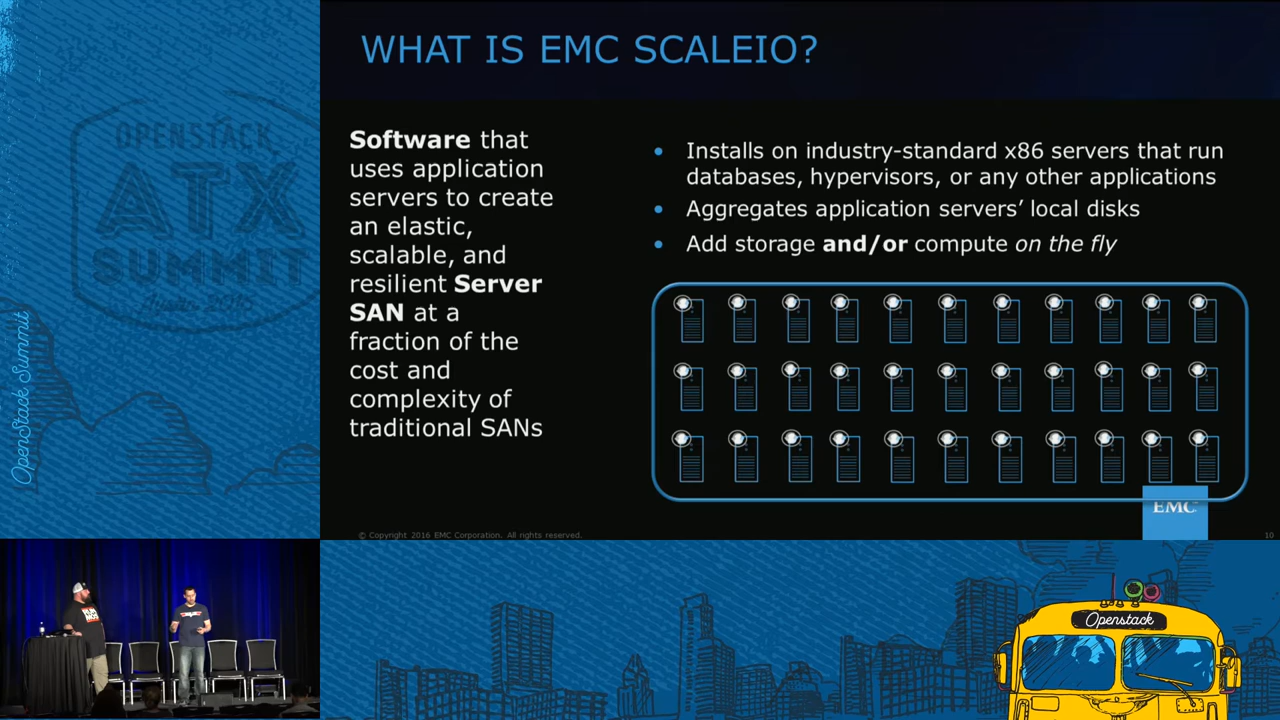 WHAT IS EMC SCALEIO?
Software that
uses application
servers to create
an elastic,
scalable, and
resilient Server
SAN at a
fraction of the
cost and
complexity of
traditional SANs
• Installs on industry-standard x86 servers that run
databases, hypervisors, or any other applications
• Aggregates application servers’ local disks
• Add storage and/or compute on the fly
EMC
© Copyright 2016 EMC Corporation. All rights reserved.
10
OPENSTACK
ATX
SUMMIT
OpenStack Summit
Openstack